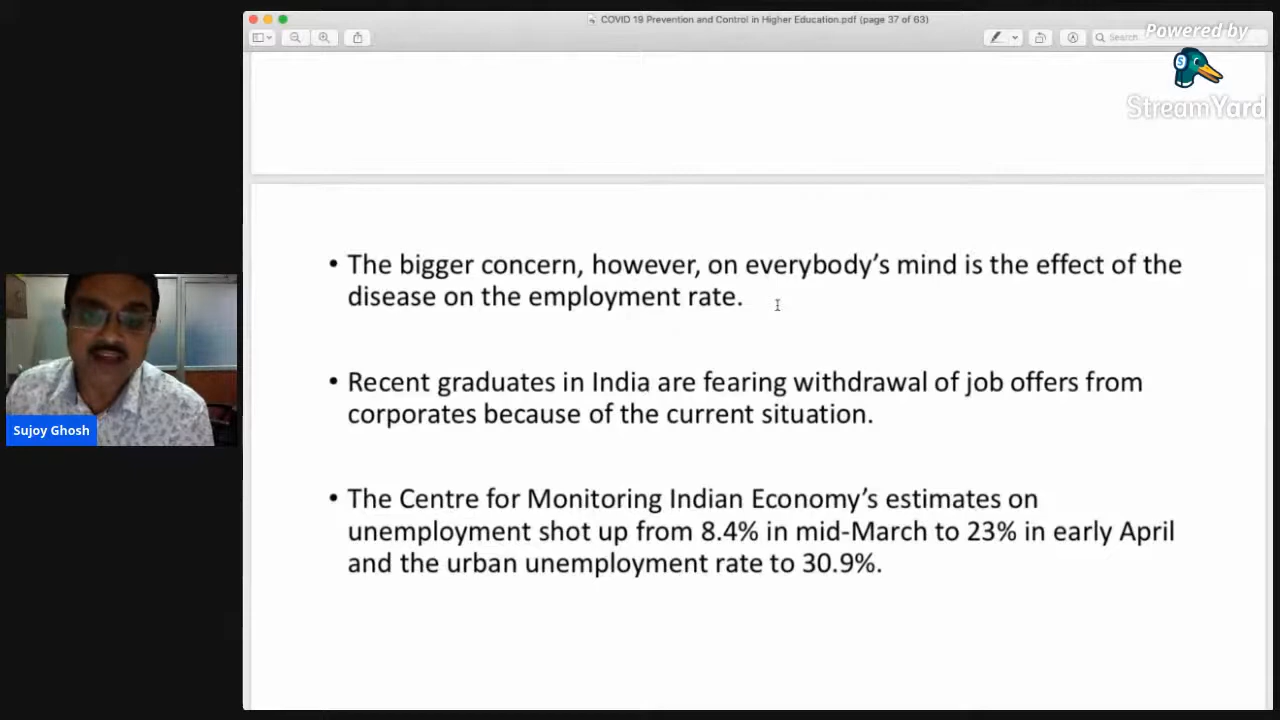 COVID 19 Prevention and Control in Higher Education.pdf (page 37 of 63)
Search
Powered by
S
StreamYard
• The bigger concern, however, on everybody’s mind is the effect of the
disease on the employment rate.
• Recent graduates in India are fearing withdrawal of job offers from
corporates because of the current situation.
• The Centre for Monitoring Indian Economy’s estimates on
unemployment shot up from 8.4% in mid-March to 23% in early April
and the urban unemployment rate to 30.9%.
Sujoy Ghosh